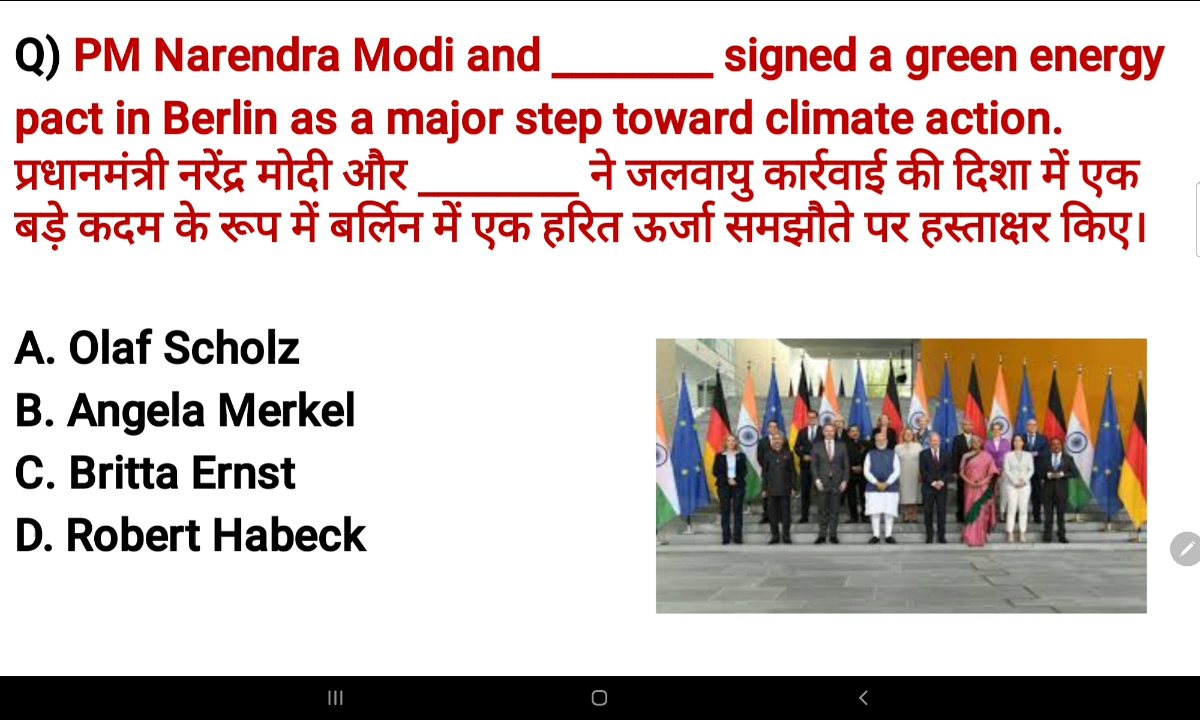 Q) PM Narendra Modi and ________ signed a green energy
pact in Berlin as a major step toward climate action.
प्रधानमंत्री नरेंद्र मोदी और ________ ने जलवायु कार्रवाई की दिशा में एक
बड़े कदम के रूप में बर्लिन में एक हरित ऊर्जा समझौते पर हस्ताक्षर किए।
A. Olaf Scholz
B. Angela Merkel
C. Britta Ernst
D. Robert Habeck